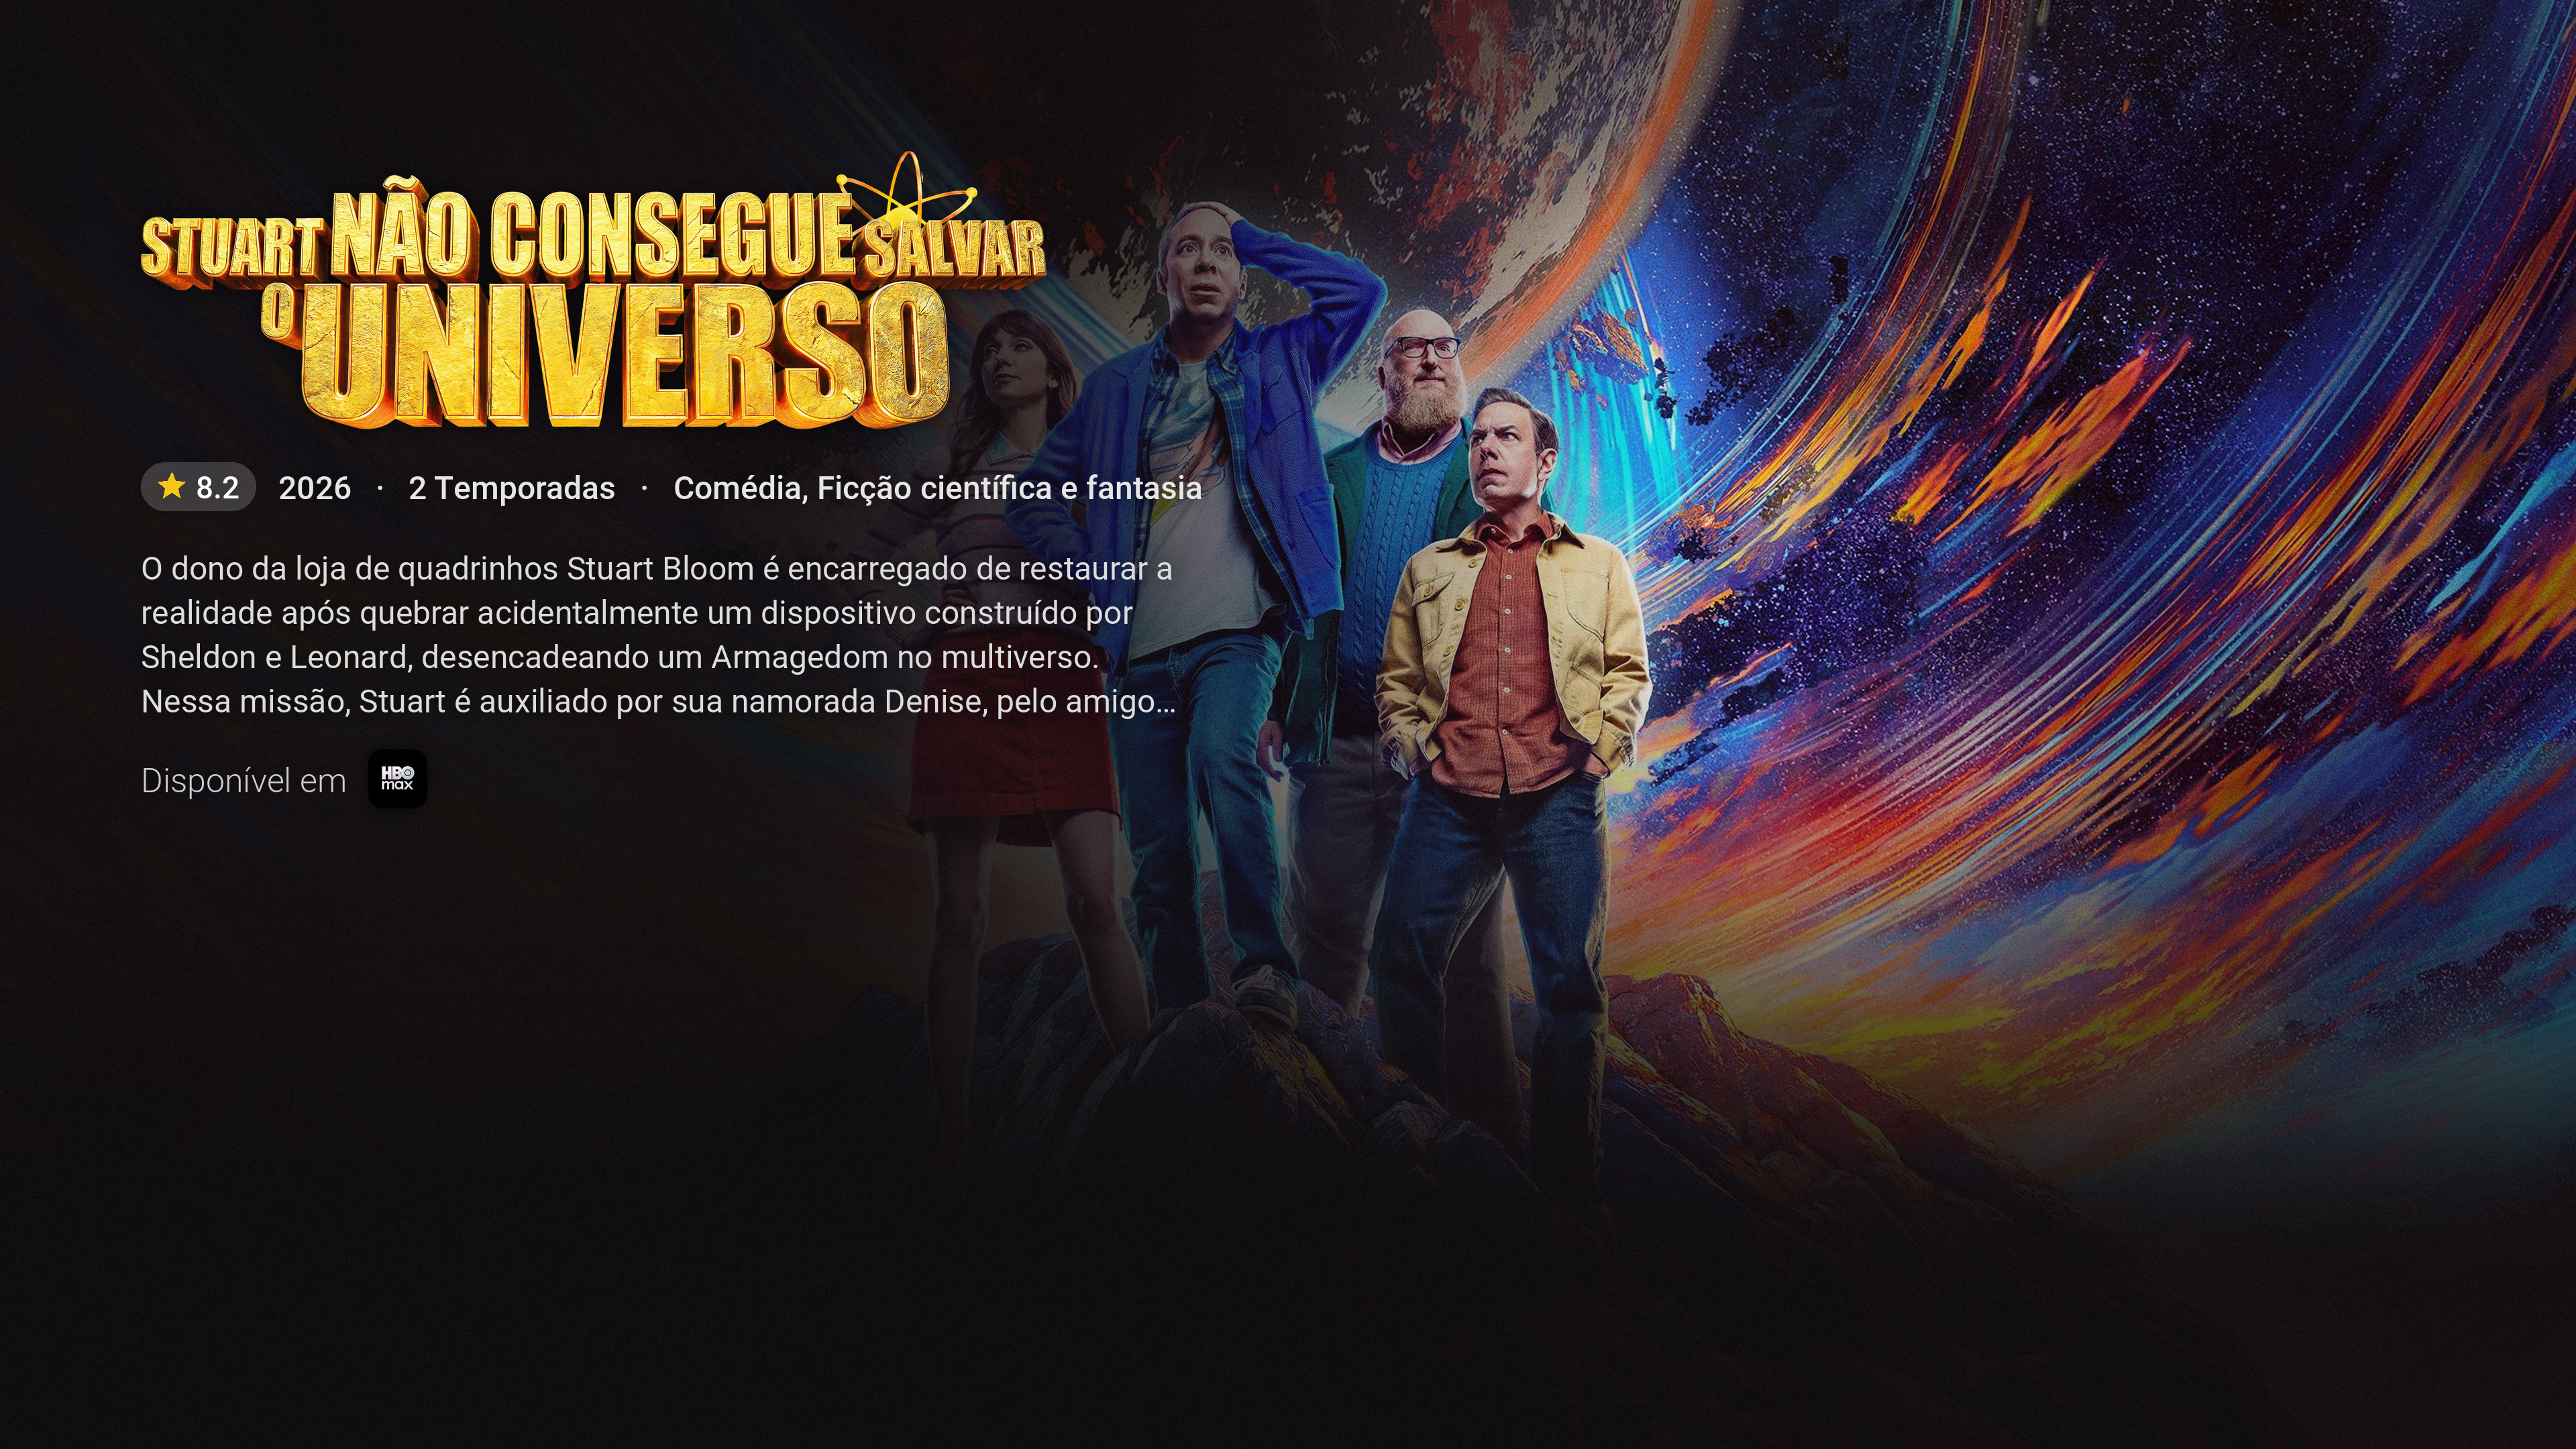 STUART NÃO CONSEGUE SALVAR
O UNIVERSO
8.2 2026 · 2 Temporadas · Comédia, Ficção científica e fantasia
O dono da loja de quadrinhos Stuart Bloom é encarregado de restaurar a
realidade após quebrar acidentalmente um dispositivo construído por
Sheldon e Leonard, desencadeando um Armagedom no multiverso.
Nessa missão, Stuart é auxiliado por sua namorada Denise, pelo amigo…
Disponível em HBO max